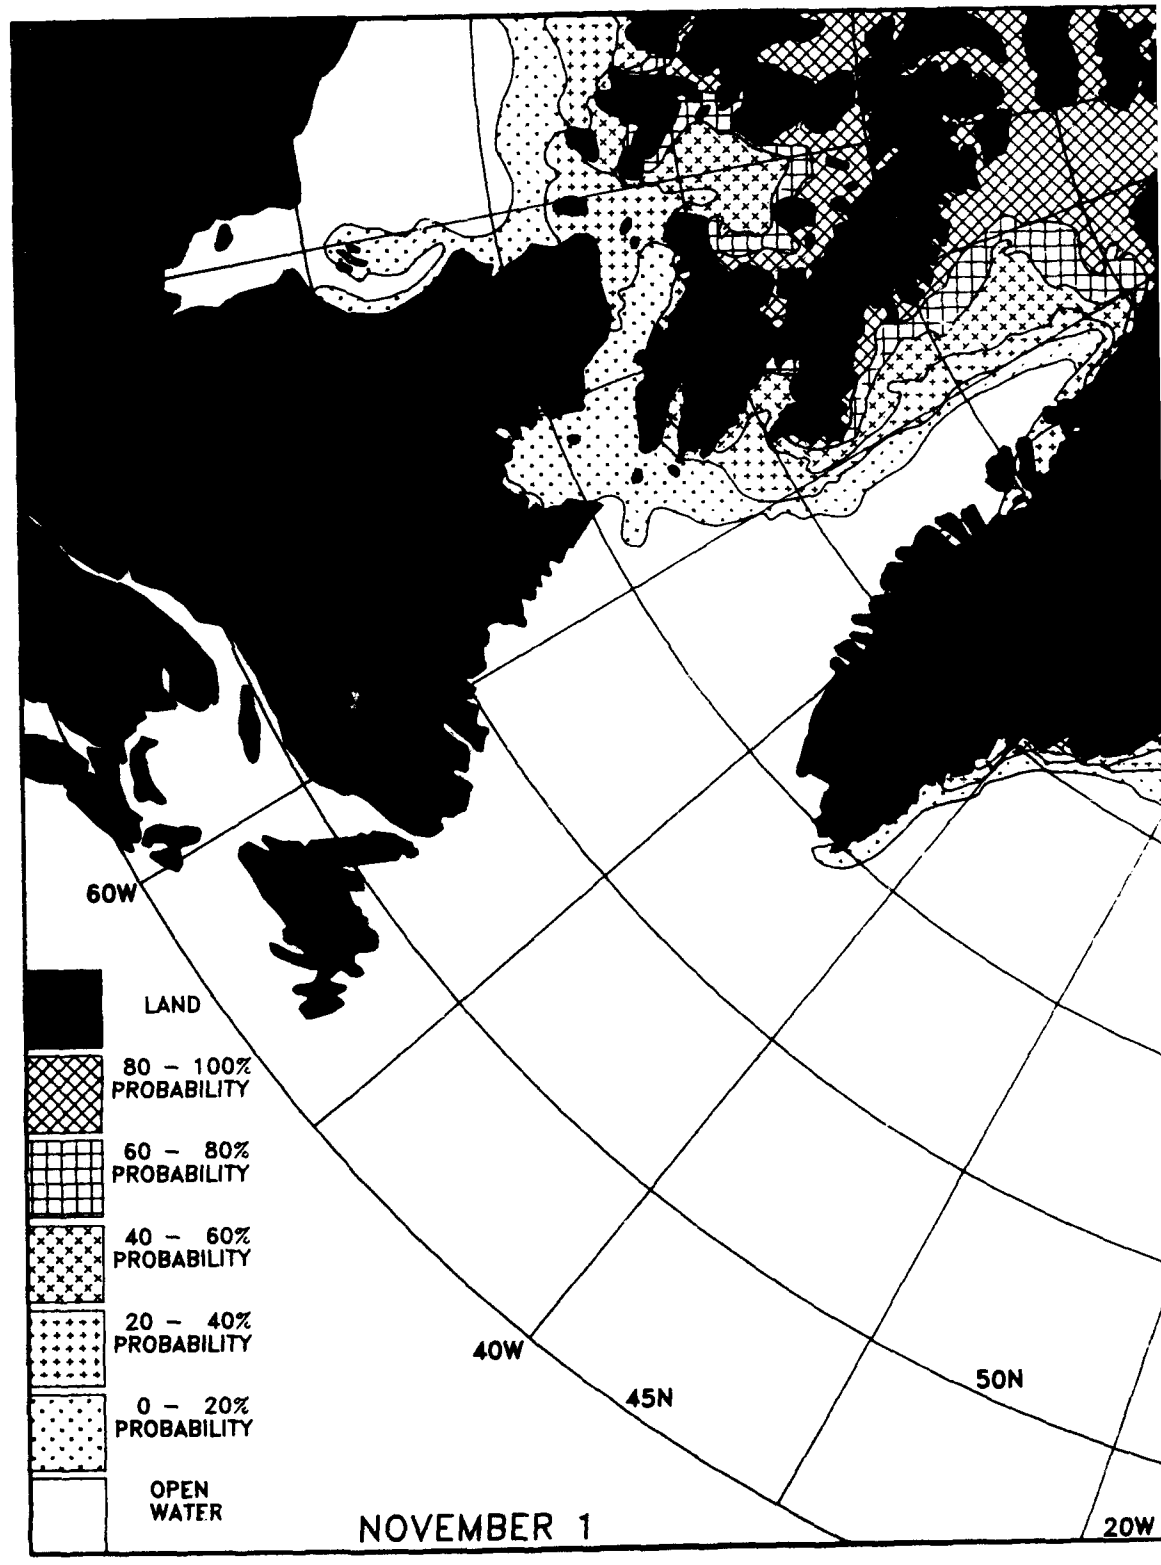 60W
LAND
80 - 100%
PROBABILITY
60 - 80%
PROBABILITY
40 - 60%
PROBABILITY
20 - 40%
PROBABILITY
0 - 20%
PROBABILITY
OPEN
WATER
40W
45N
50N
20W
NOVEMBER 1